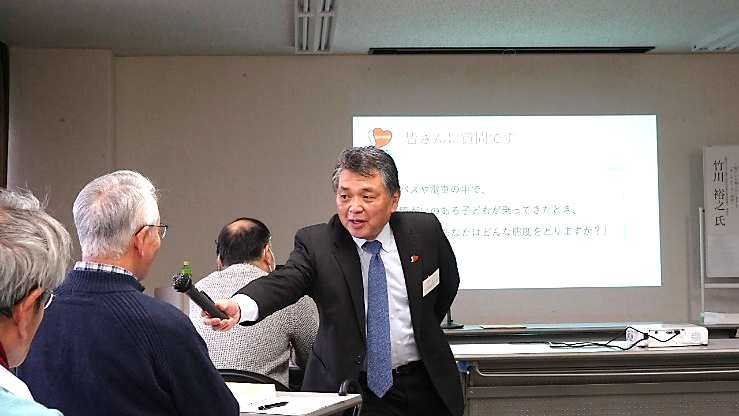 皆さんに質問です
バスや電車の中で、
がいのある子どもが乗ってきたとき、
あなたはどんな態度をとりますか？」
竹川 裕之 氏